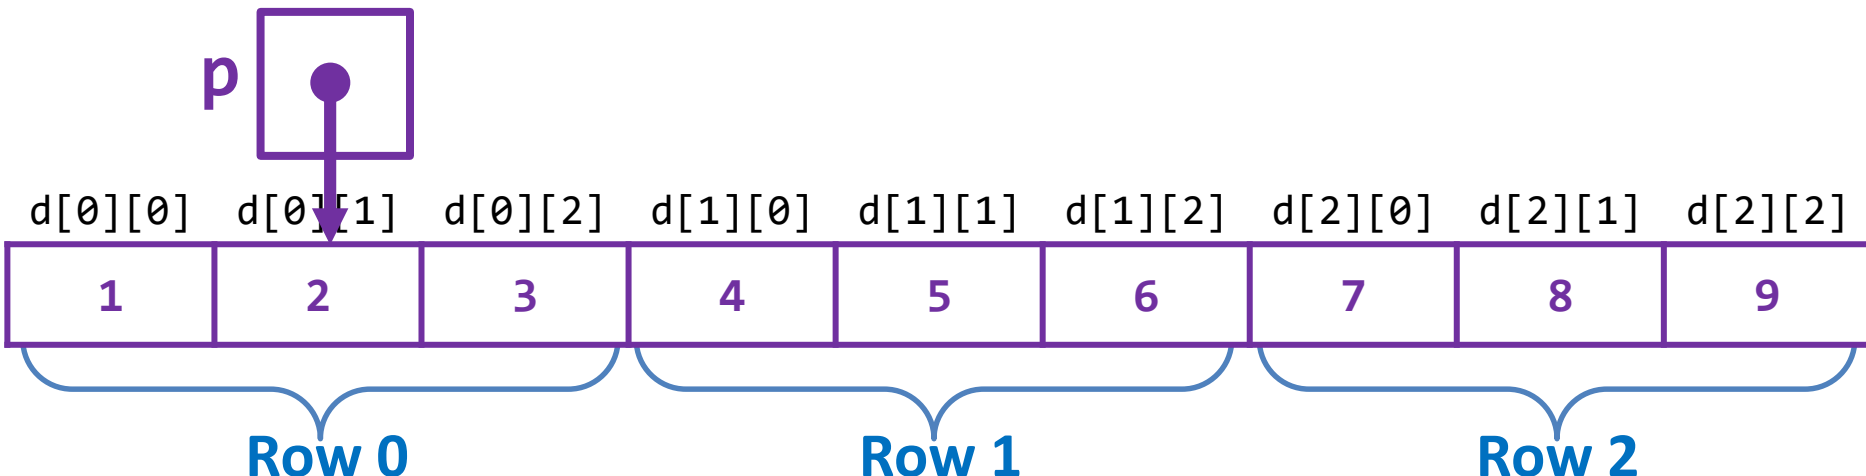 p
d[0][0] d[0][1] d[0][2] d[1][0] d[1][1] d[1][2] d[2][0] d[2][1] d[2][2]
1 2 3 4 5 6 7 8 9
Row 0 Row 1 Row 2